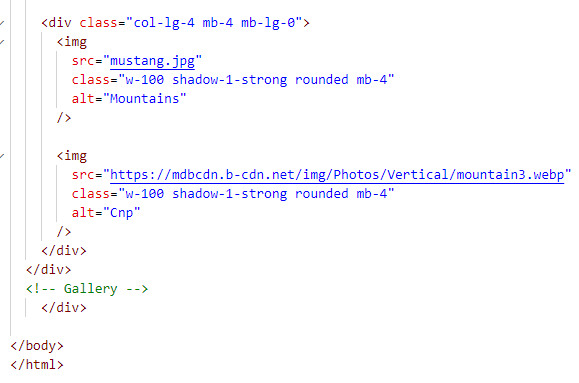 <div class="col-lg-4 mb-4 mb-lg-0">
<img
src="mustang.jpg"
class="w-100 shadow-1-strong rounded mb-4"
alt="Mountains"
/>
<img
src="https://mdbcdn.b-cdn.net/img/Photos/Vertical/mountain3.webp"
class="w-100 shadow-1-strong rounded mb-4"
alt="Cnp"
/>
</div>
</div>
<!-- Gallery -->
</div>
</body>
</html>